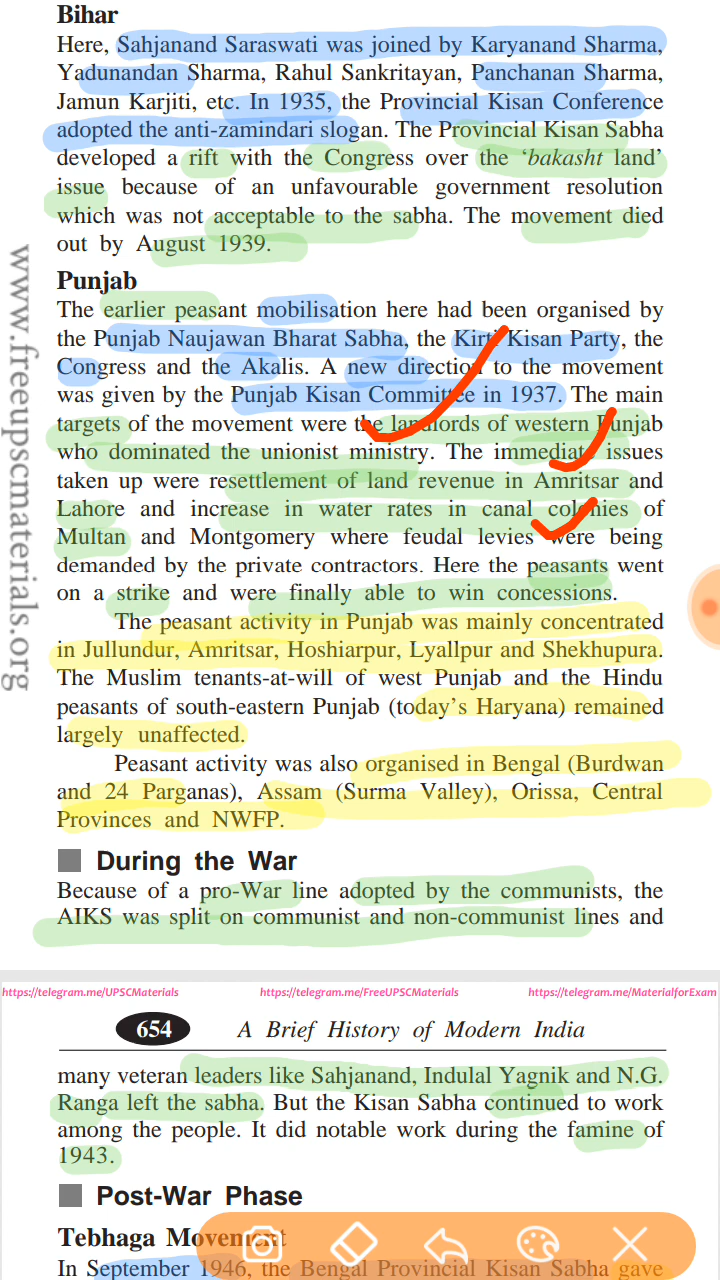 Bihar
Here, Sahjanand Saraswati was joined by Karyanand Sharma,
Yadunandan Sharma, Rahul Sankritayan, Panchanan Sharma,
Jamun Karjiti, etc. In 1935, the Provincial Kisan Conference
adopted the anti-zamindari slogan. The Provincial Kisan Sabha
developed a rift with the Congress over the ‘bakasht land’
issue because of an unfavourable government resolution
which was not acceptable to the sabha. The movement died
out by August 1939.
Punjab
The earlier peasant mobilisation here had been organised by
the Punjab Naujawan Bharat Sabha, the Kirti Kisan Party, the
Congress and the Akalis. A new direction to the movement
was given by the Punjab Kisan Committee in 1937. The main
targets of the movement were the landlords of western Punjab
who dominated the unionist ministry. The immediate issues
taken up were resettlement of land revenue in Amritsar and
Lahore and increase in water rates in canal colonies of
Multan and Montgomery where feudal levies were being
demanded by the private contractors. Here the peasants went
on a strike and were finally able to win concessions.
The peasant activity in Punjab was mainly concentrated
in Jullundur, Amritsar, Hoshiarpur, Lyallpur and Shekhupura.
The Muslim tenants-at-will of west Punjab and the Hindu
peasants of south-eastern Punjab (today’s Haryana) remained
largely unaffected.
Peasant activity was also organised in Bengal (Burdwan
and 24 Parganas), Assam (Surma Valley), Orissa, Central
Provinces and NWFP.
During the War
Because of a pro-War line adopted by the communists, the
AIKS was split on communist and non-communist lines and
www.freeupscmaterials.org
https://telegram.me/UPSCMaterials https://telegram.me/FreeUPSCMaterials https://telegram.me/MaterialforExam
654 A Brief History of Modern India
many veteran leaders like Sahjanand, Indulal Yagnik and N.G.
Ranga left the sabha. But the Kisan Sabha continued to work
among the people. It did notable work during the famine of
1943.
Post-War Phase
Tebhaga Movement
In September 1946, the Bengal Provincial Kisan Sabha gave